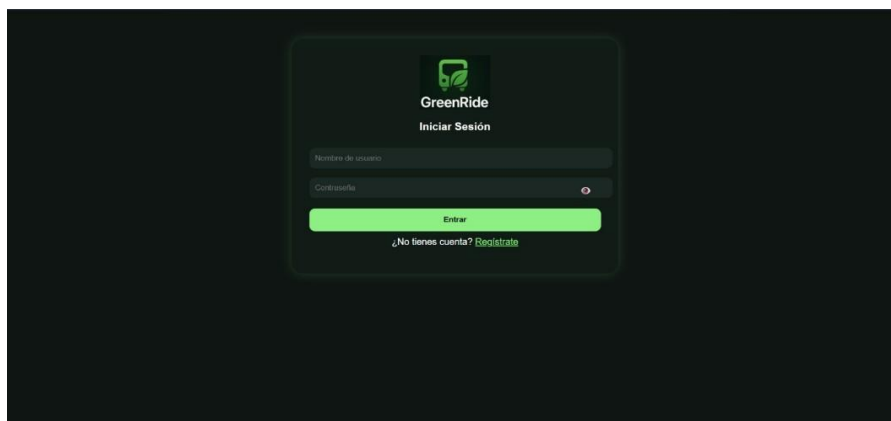 GreenRide
Iniciar Sesión
Nombre de usuario
Contraseña
Entrar
¿No tienes cuenta? Regístrate